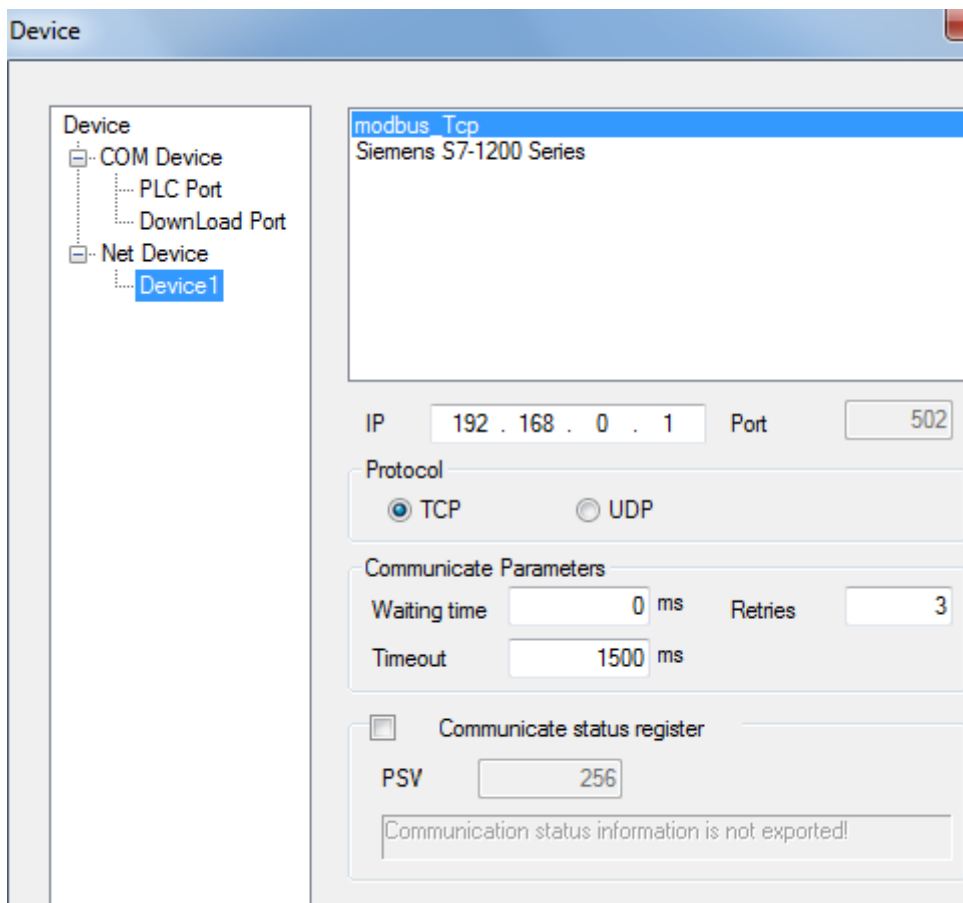 Device
Device
COM Device
PLC Port
DownLoad Port
Net Device
Device1
modbus_Tcp
Siemens S7-1200 Series
IP 192 . 168 . 0 . 1 Port 502
Protocol
TCP UDP
Communicate Parameters
Waiting time 0 ms Retries 3
Timeout 1500 ms
Communicate status register
PSV 256
Communication status information is not exported!